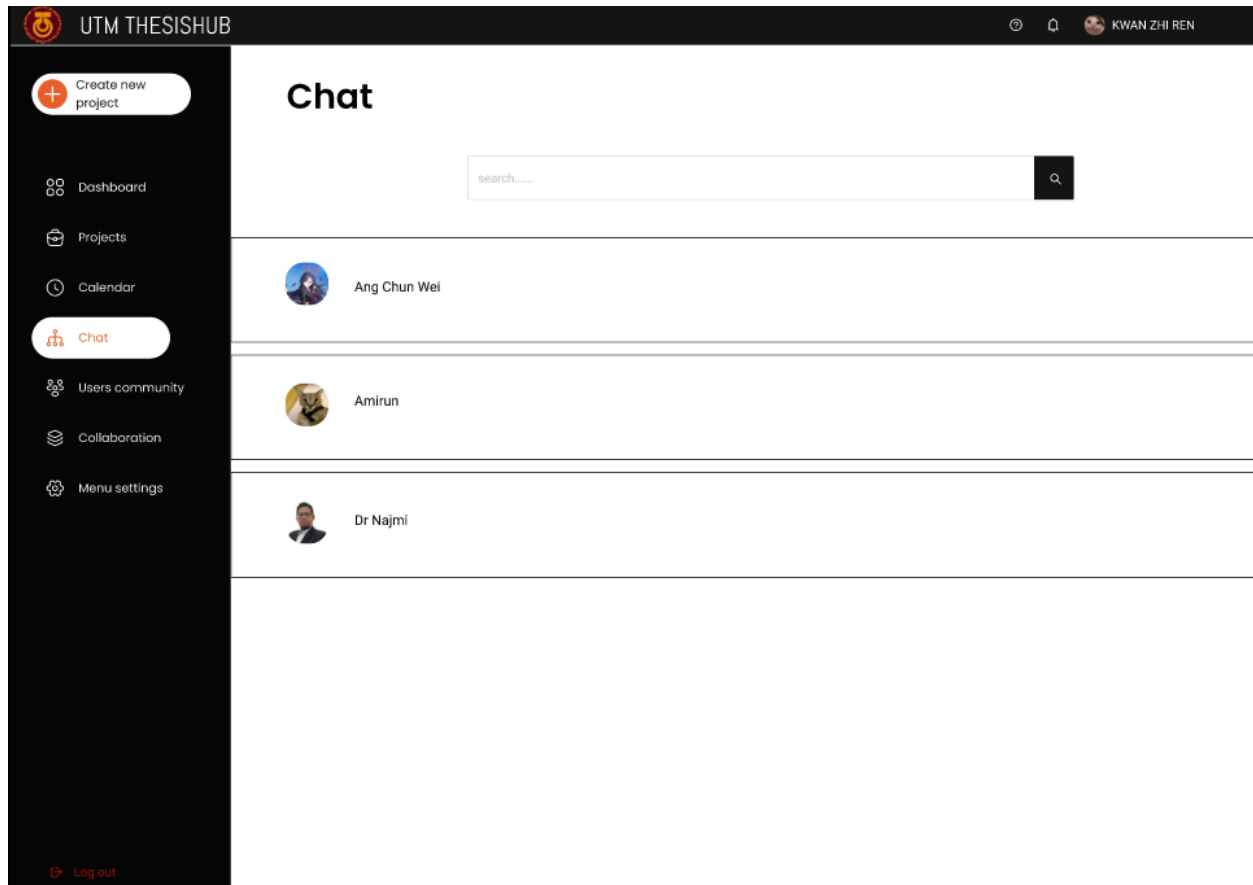 UTM THESISHUB
KWAN ZHI REN
Create new
project
Dashboard
Projects
Calendar
Chat
Users community
Collaboration
Menu settings
Log out
Chat
search......
Ang Chun Wei
Amirun
Dr Najmi